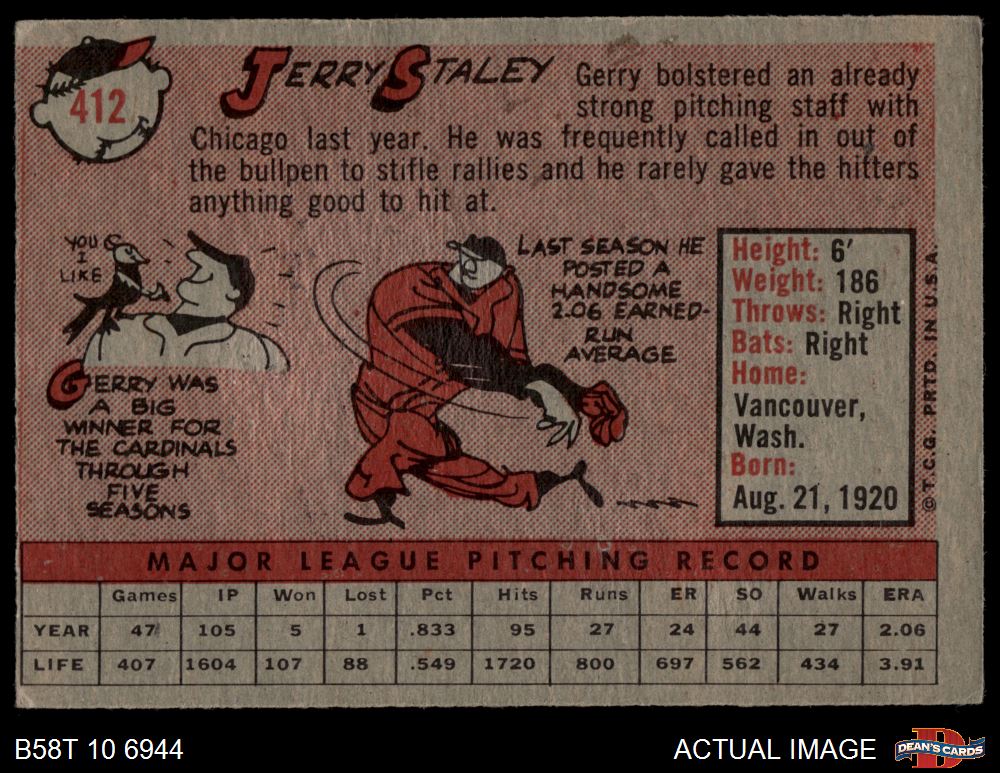 412
JERRY STALEY
Gerry bolstered an already
strong pitching staff with
Chicago last year. He was frequently called in out of
the bullpen to stifle rallies and he rarely gave the hitters
anything good to hit at.
YOU
I
LIKE
GERRY WAS
A BIG
WINNER FOR
THE CARDINALS
THROUGH
FIVE
SEASONS
LAST SEASON HE
POSTED A
HANDSOME
2.06 EARNED-
RUN
AVERAGE
Height: 6'
Weight: 186
Throws: Right
Bats: Right
Home:
Vancouver,
Wash.
Born:
Aug. 21, 1920
© T.C.G. PRTD. IN U.S.A.
MAJOR LEAGUE PITCHING RECORD
Games IP Won Lost Pct Hits Runs ER SO Walks ERA
YEAR 47 105 5 1 .833 95 27 24 44 27 2.06
LIFE 407 1604 107 88 .549 1720 800 697 562 434 3.91
B58T 10 6944
ACTUAL IMAGE
D
DEAN'S CARDS